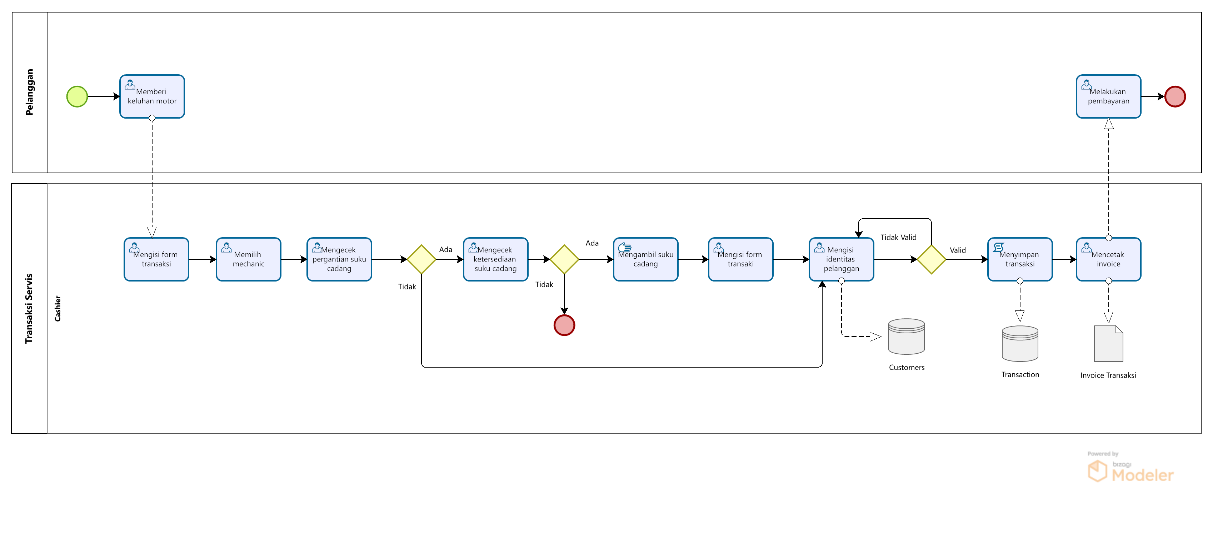 Pelanggan
Memberi
keluhan motor
Melakukan
pembayaran
Transaksi Servis
Cashier
Mengisi form
transaksi
Memilih
mechanic
Mengecek
pergantian suku
cadang
Ada
Tidak
Mengecek
ketersediaan
suku cadang
Ada
Tidak
Mengambil suku
cadang
Mengisi form
transaki
Mengisi
identitas
pelanggan
Tidak Valid
Valid
Menyimpan
transaksi
Mencetak
invoice
Customers
Transaction
Invoice Transaksi
Powered by
bizagi
Modeler